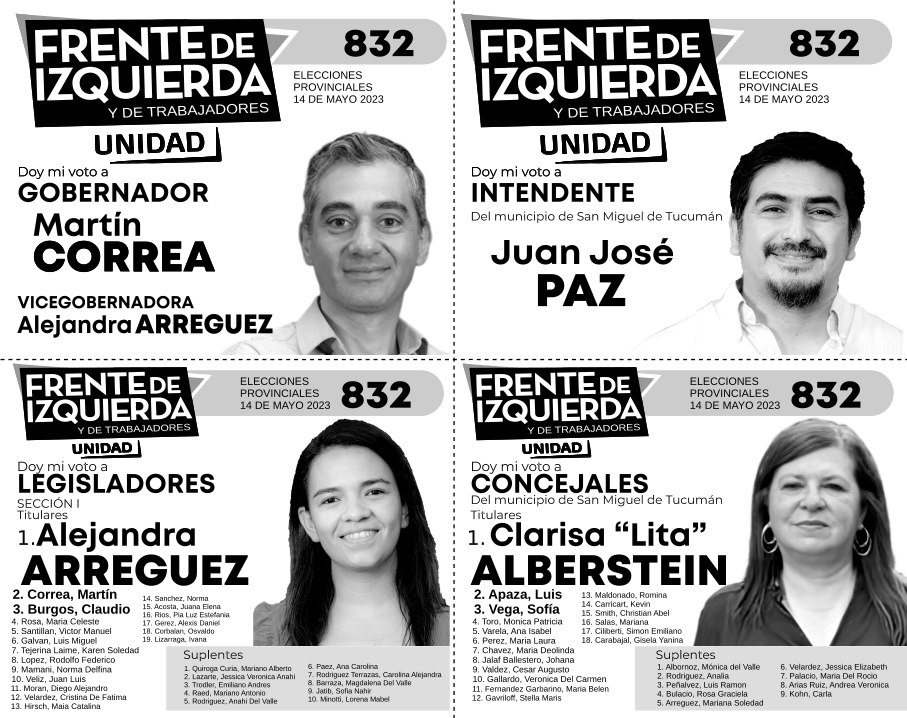 FRENTE DE
IZQUIERDA
Y DE TRABAJADORES
UNIDAD
832
ELECCIONES
PROVINCIALES
14 DE MAYO 2023
Doy mi voto a
GOBERNADOR
Martín
CORREA
VICEGOBERNADORA
Alejandra ARREGUEZ
FRENTE DE
IZQUIERDA
Y DE TRABAJADORES
UNIDAD
832
ELECCIONES
PROVINCIALES
14 DE MAYO 2023
Doy mi voto a
INTENDENTE
Del municipio de San Miguel de Tucumán
Juan José
PAZ
FRENTE DE
IZQUIERDA
Y DE TRABAJADORES
UNIDAD
ELECCIONES
PROVINCIALES
14 DE MAYO 2023
832
Doy mi voto a
LEGISLADORES
SECCIÓN I
Titulares
1. Alejandra
ARREGUEZ
2. Correa, Martín
3. Burgos, Claudio
4. Rosa, Maria Celeste
5. Santillan, Victor Manuel
6. Galvan, Luis Miguel
7. Tejerina Laime, Karen Soledad
8. Lopez, Rodolfo Federico
9. Mamani, Norma Delfina
10. Veliz, Juan Luis
11. Moran, Diego Alejandro
12. Velardez, Cristina De Fatima
13. Hirsch, Maia Catalina
14. Sanchez, Norma
15. Acosta, Juana Elena
16. Rios, Pia Luz Estefania
17. Gerez, Alexis Daniel
18. Corbalan, Osvaldo
19. Lizarraga, Ivana
Suplentes
1. Quiroga Curia, Mariano Alberto
2. Lazarte, Jessica Veronica Anahi
3. Trodler, Emiliano Andres
4. Raed, Mariano Antonio
5. Rodriguez, Anahi Del Valle
6. Paez, Ana Carolina
7. Rodriguez Terrazas, Carolina Alejandra
8. Barraza, Magdalena Del Valle
9. Jatib, Sofia Nahir
10. Minotti, Lorena Mabel
FRENTE DE
IZQUIERDA
Y DE TRABAJADORES
UNIDAD
ELECCIONES
PROVINCIALES
14 DE MAYO 2023
832
Doy mi voto a
CONCEJALES
Del municipio de San Miguel de Tucumán
Titulares
1. Clarisa “Lita”
ALBERSTEIN
2. Apaza, Luis
3. Vega, Sofía
4. Toro, Monica Patricia
5. Varela, Ana Isabel
6. Perez, Maria Laura
7. Chavez, Maria Deolinda
8. Jalaf Ballestero, Johana
9. Valdez, Cesar Augusto
10. Gallardo, Veronica Del Carmen
11. Fernandez Garbarino, Maria Belen
12. Gavriloff, Stella Maris
13. Maldonado, Romina
14. Carricart, Kevin
15. Smith, Christian Abel
16. Salas, Mariana
17. Ciliberti, Simon Emiliano
18. Carabajal, Gisela Yanina
Suplentes
1. Albornoz, Mónica del Valle
2. Rodriguez, Analia
3. Peñalvez, Luis Ramon
4. Bulacio, Rosa Graciela
5. Arreguez, Mariana Soledad
6. Velardez, Jessica Elizabeth
7. Palacio, Maria Del Rocio
8. Arias Ruiz, Andrea Veronica
9. Kohn, Carla